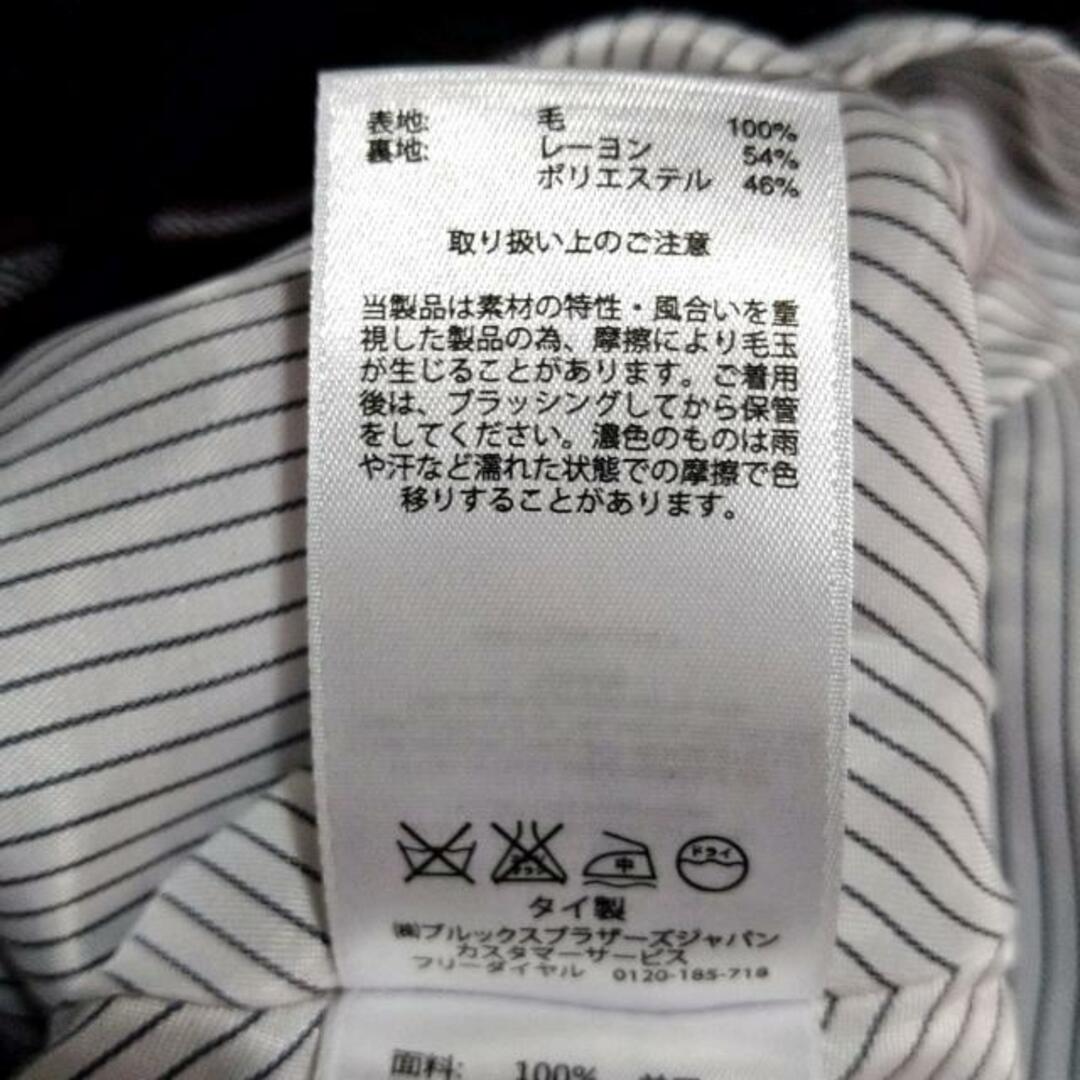 表地: 毛 100%
裏地: レーヨン 54%
ポリエステル 46%
取り扱い上のご注意
当製品は素材の特性・風合いを重
視した製品の為、摩擦により毛玉
が生じることがあります。ご着用
後は、ブラッシングしてから保管
をしてください。濃色のものは雨
や汗など濡れた状態での摩擦で色
移りすることがあります。
中 ドライ
タイ製
㈱ブルックスブラザーズジャパン
カスタマーサービス
フリーダイヤル 0120-185-718
面料: 100%